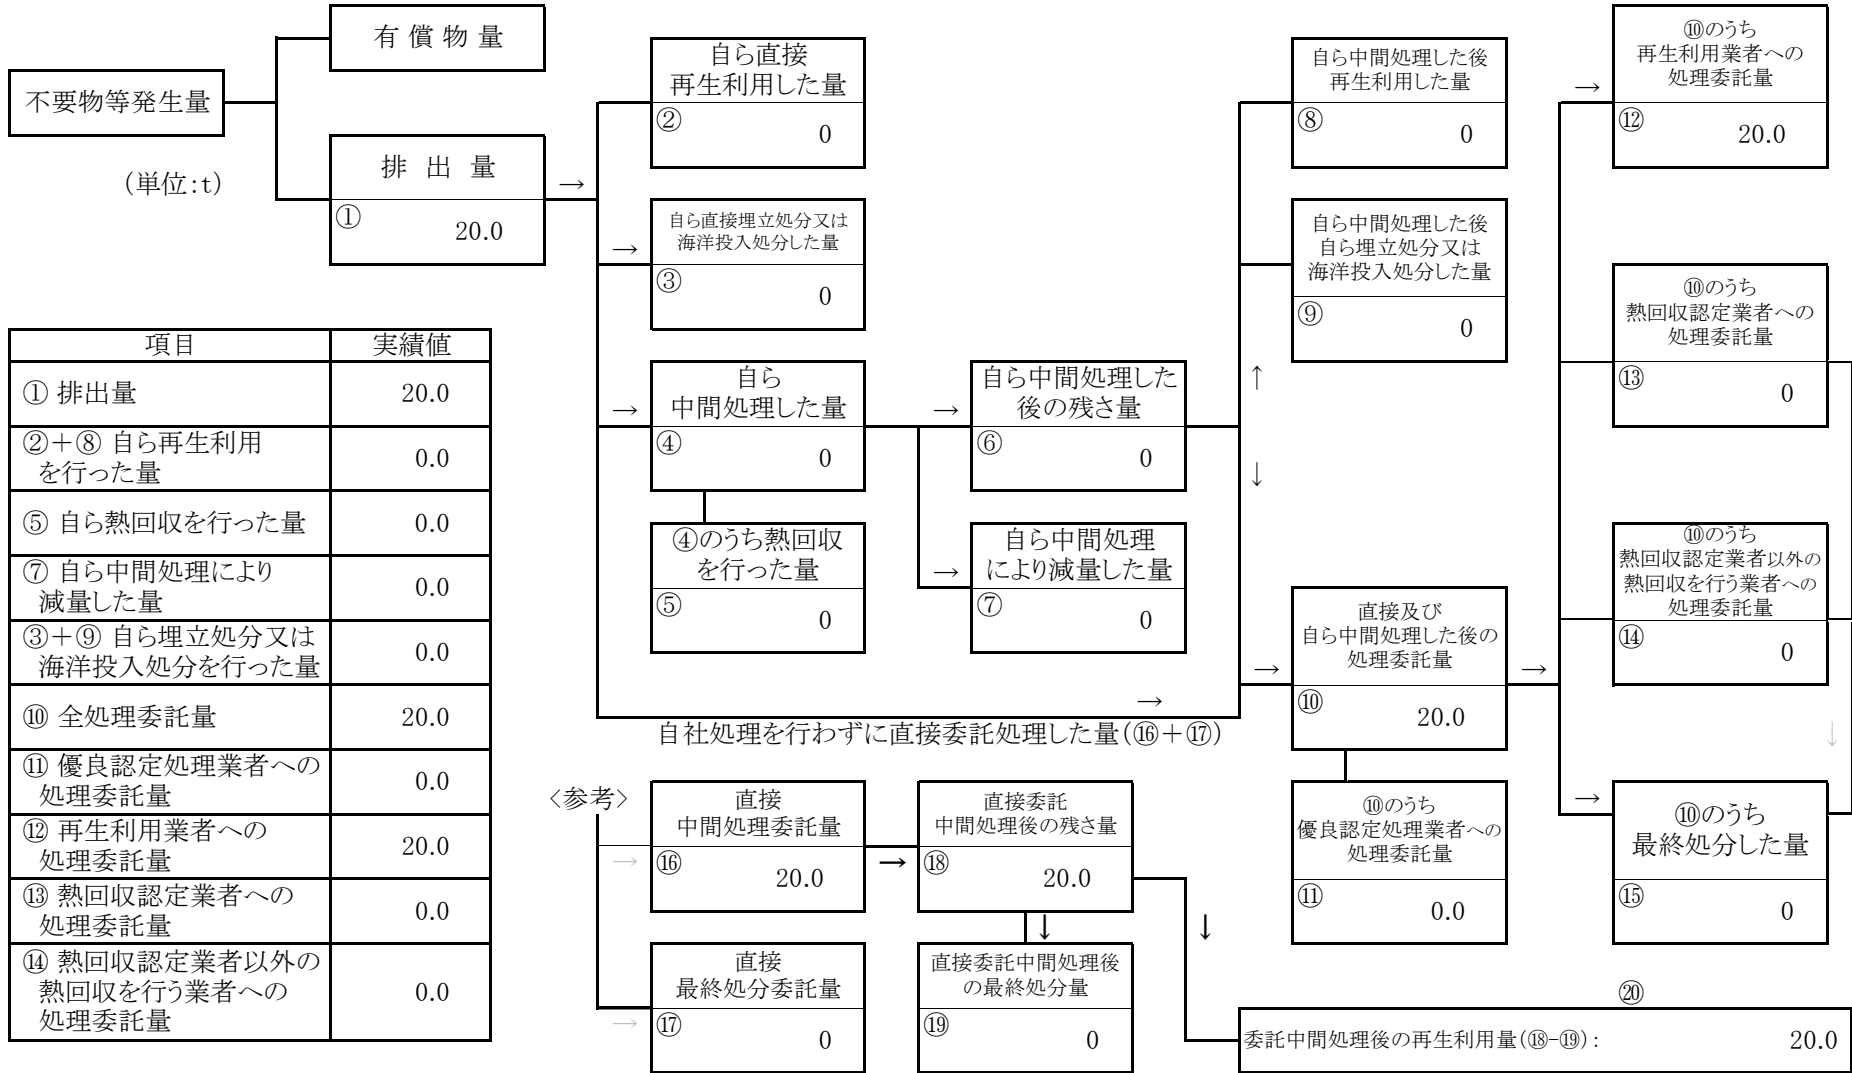 不要物等発生量
有 償 物 量
(単位:t)
排 出 量
① 20.0
自ら直接
再生利用した量
② 0
自ら直接埋立処分又は
海洋投入処分した量
③ 0
自ら
中間処理した量
④ 0
④のうち熱回収
を行った量
⑤ 0
自ら中間処理した
後の残さ量
⑥ 0
自ら中間処理
により減量した量
⑦ 0
自ら中間処理した後
再生利用した量
⑧ 0
自ら中間処理した後
自ら埋立処分又は
海洋投入処分した量
⑨ 0
直接及び
自ら中間処理した後の
処理委託量
⑩ 20.0
⑩のうち
優良認定処理業者への
処理委託量
⑪ 0.0
⑩のうち
再生利用業者への
処理委託量
⑫ 20.0
⑩のうち
熱回収認定業者への
処理委託量
⑬ 0
⑩のうち
熱回収認定業者以外の
熱回収を行う業者への
処理委託量
⑭ 0
⑩のうち
最終処分した量
⑮ 0
自社処理を行わずに直接委託処理した量(⑯+⑰)
<参考>
直接
中間処理委託量
⑯ 20.0
直接
最終処分委託量
⑰ 0
直接委託
中間処理後の残さ量
⑱ 20.0
直接委託中間処理後
の最終処分量
⑲ 0
⑳
委託中間処理後の再生利用量(⑱-⑲): 20.0
項目 実績値
① 排出量 20.0
②+⑧ 自ら再生利用
を行った量 0.0
⑤ 自ら熱回収を行った量 0.0
⑦ 自ら中間処理により
減量した量 0.0
③+⑨ 自ら埋立処分又は
海洋投入処分を行った量 0.0
⑩ 全処理委託量 20.0
⑪ 優良認定処理業者への
処理委託量 0.0
⑫ 再生利用業者への
処理委託量 20.0
⑬ 熱回収認定業者への
処理委託量 0.0
⑭ 熱回収認定業者以外の
熱回収を行う業者への
処理委託量 0.0